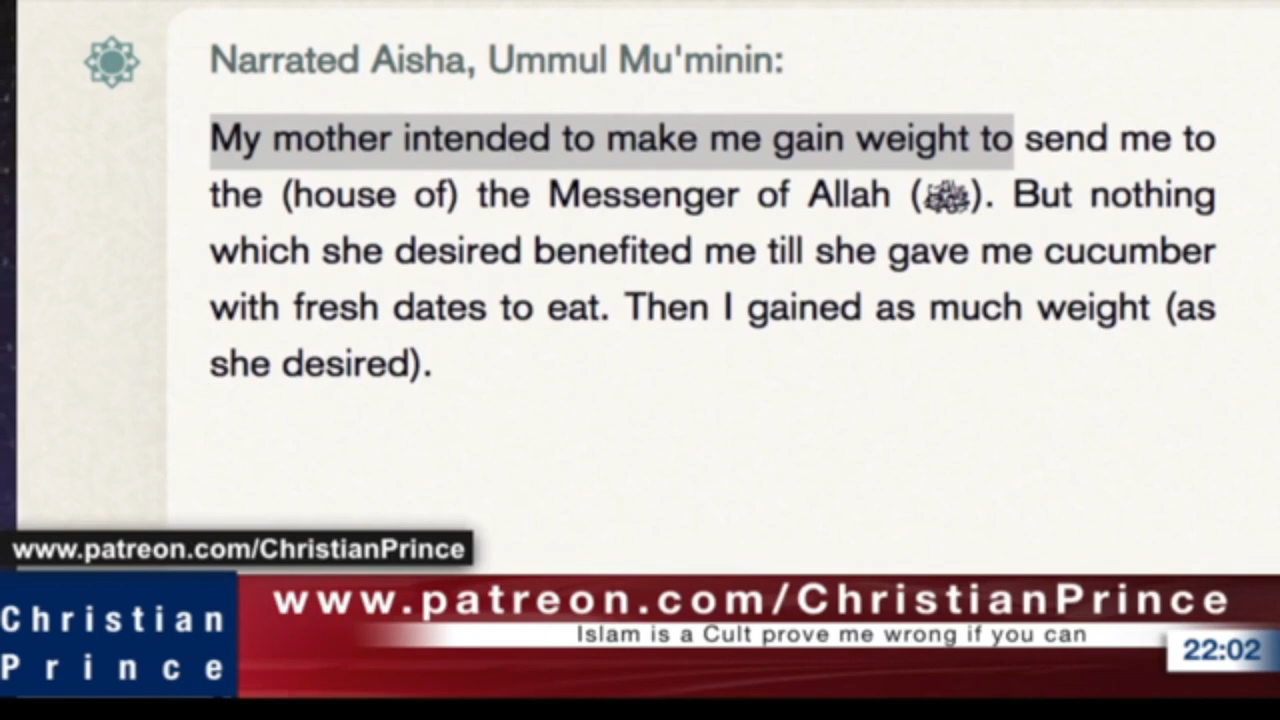 Narrated Aisha, Ummul Mu'minin:
My mother intended to make me gain weight to send me to
the (house of) the Messenger of Allah (ﷺ). But nothing
which she desired benefited me till she gave me cucumber
with fresh dates to eat. Then I gained as much weight (as
she desired).
www.patreon.com/ChristianPrince
Christian
Prince
www.patreon.com/ChristianPrince
Islam is a Cult prove me wrong if you can
22:02